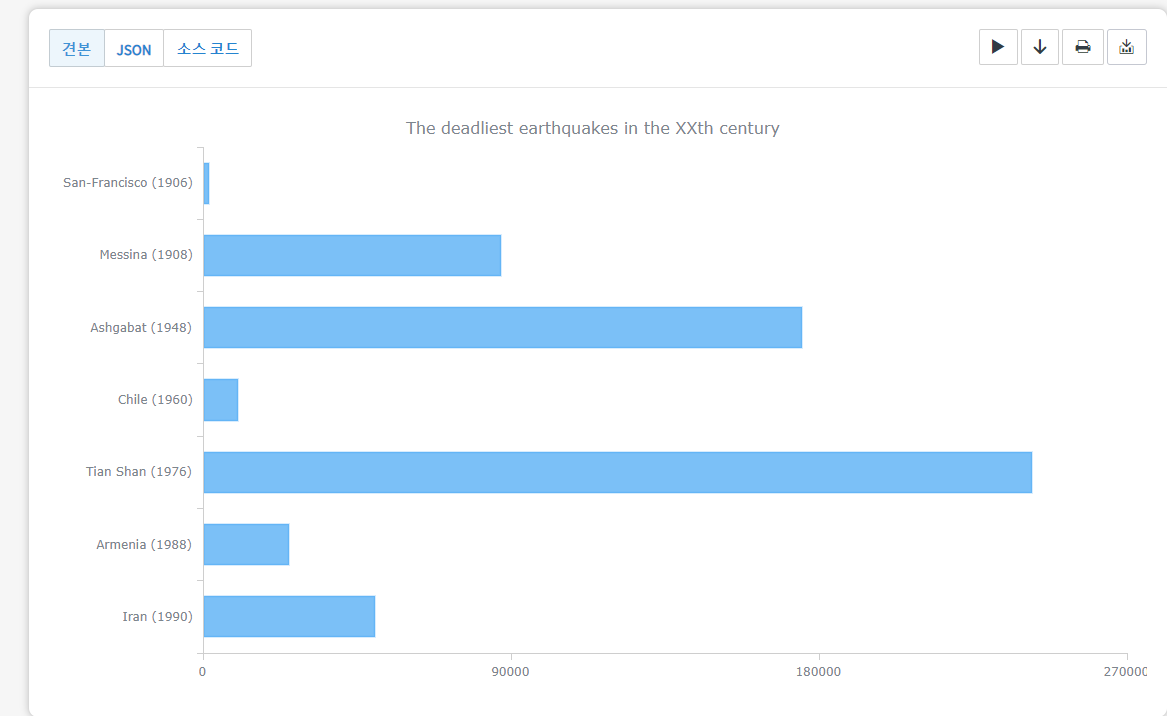 견본 JSON 소스 코드
The deadliest earthquakes in the XXth century
San-Francisco (1906)
Messina (1908)
Ashgabat (1948)
Chile (1960)
Tian Shan (1976)
Armenia (1988)
Iran (1990)
0 90000 180000 270000